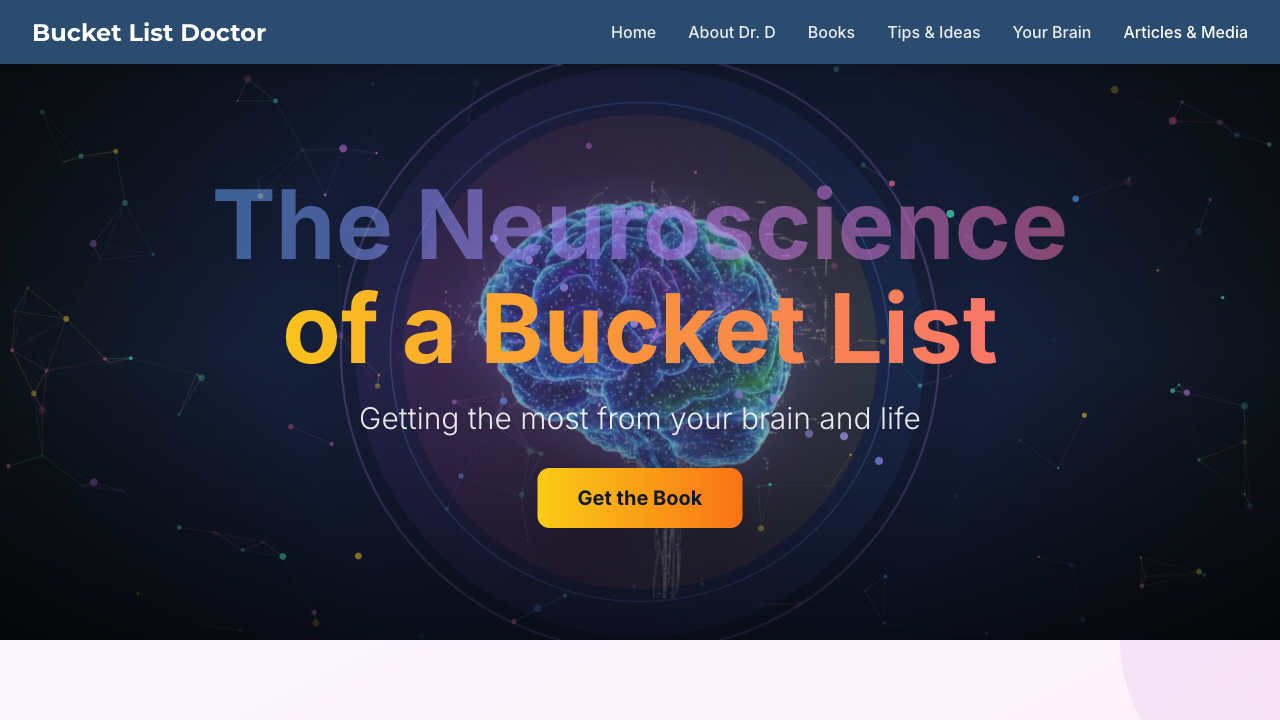 Bucket List Doctor
Home About Dr. D Books Tips & Ideas Your Brain Articles & Media
The Neuroscience
of a Bucket List
Getting the most from your brain and life
Get the Book